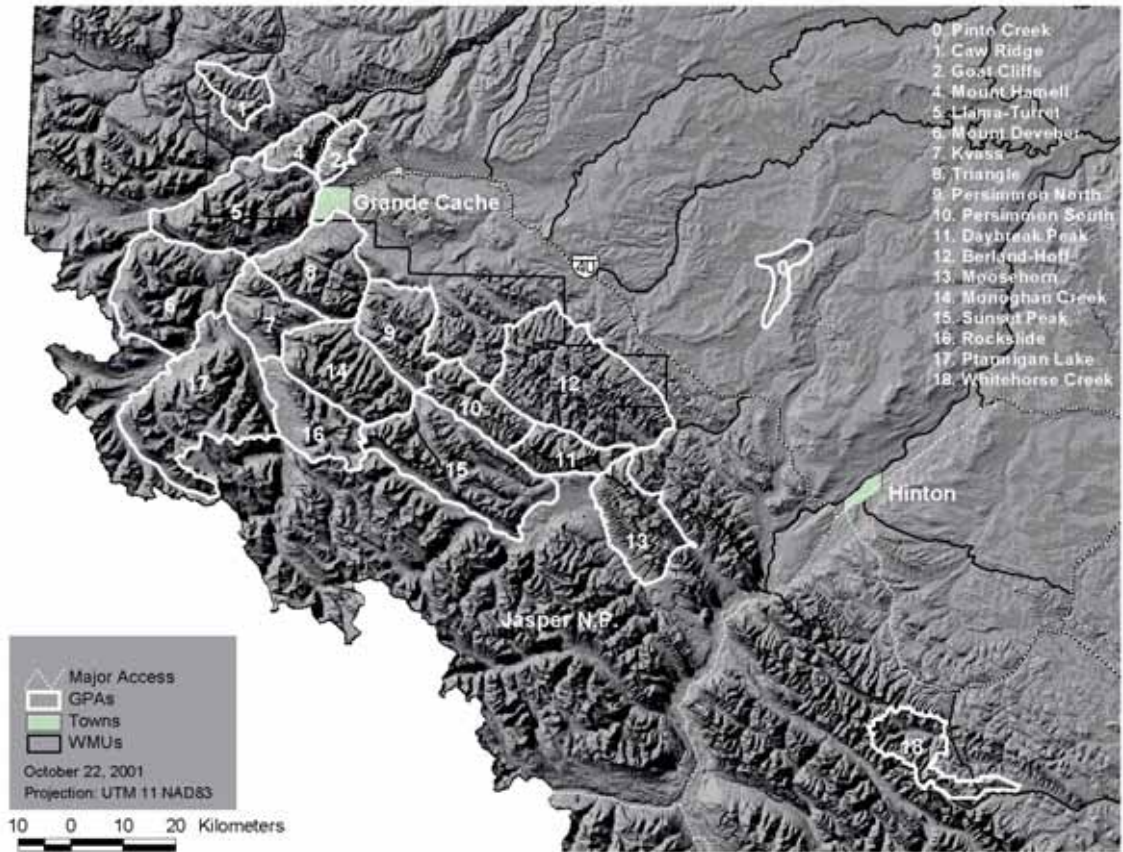 0. Pinto Creek
1. Caw Ridge
2. Goat Cliffs
4. Mount Hamell
5. Llama-Turret
6. Mount Deveber
7. Kvass
8. Triangle
9. Persimmon North
10. Persimmon South
11. Daybreak Peak
12. Berland-Hoff
13. Moosehorn
14. Monoghan Creek
15. Sunset Peak
16. Rockslide
17. Ptarmigan Lake
18. Whitehorse Creek
1
4
2
Grande Cache
5
40
0
8
6
7
9
14
12
17
10
16
11
15
Hinton
13
Jasper N.P.
18
Major Access
GPAs
Towns
WMUs
October 22, 2001
Projection: UTM 11 NAD83
10 0 10 20 Kilometers